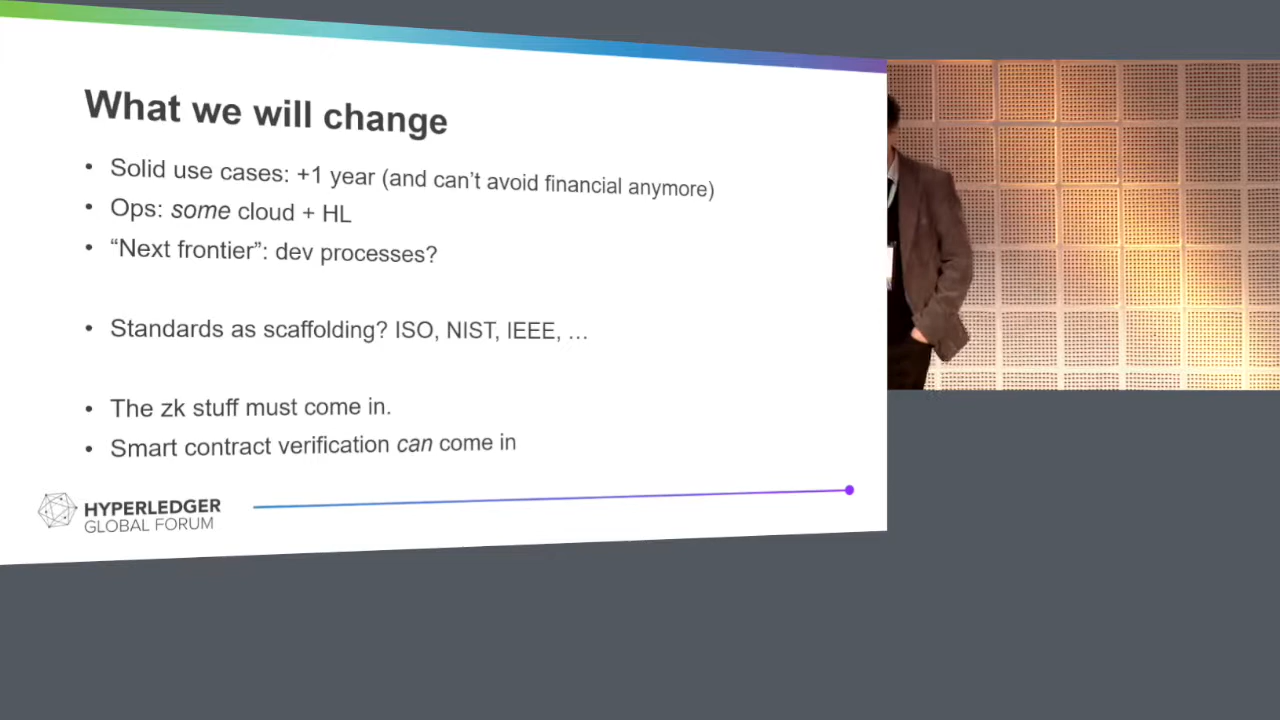 What we will change
• Solid use cases: +1 year (and can’t avoid financial anymore)
• Ops: some cloud + HL
• “Next frontier”: dev processes?
• Standards as scaffolding? ISO, NIST, IEEE, …
• The zk stuff must come in.
• Smart contract verification can come in
HYPERLEDGER
GLOBAL FORUM